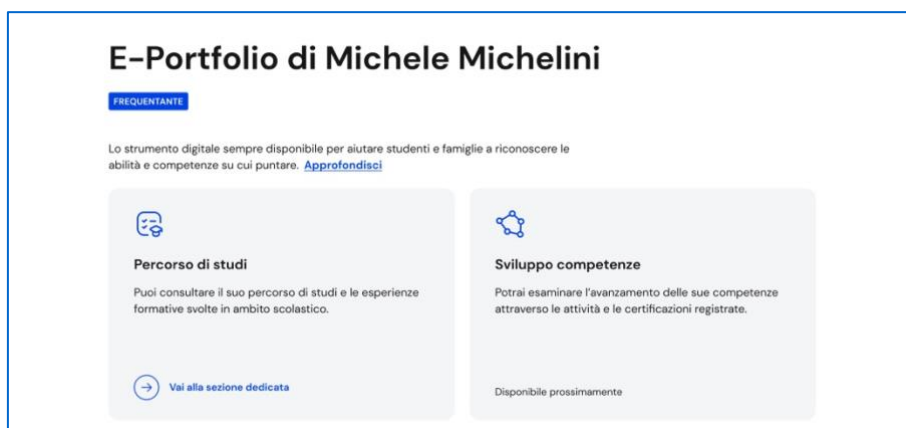 E-Portfolio di Michele Michelini
FREQUENTANTE
Lo strumento digitale sempre disponibile per aiutare studenti e famiglie a riconoscere le
abilità e competenze su cui puntare. Approfondisci
Percorso di studi
Puoi consultare il suo percorso di studi e le esperienze
formative svolte in ambito scolastico.
Vai alla sezione dedicata
Sviluppo competenze
Potrai esaminare l'avanzamento delle sue competenze
attraverso le attività e le certificazioni registrate.
Disponibile prossimamente